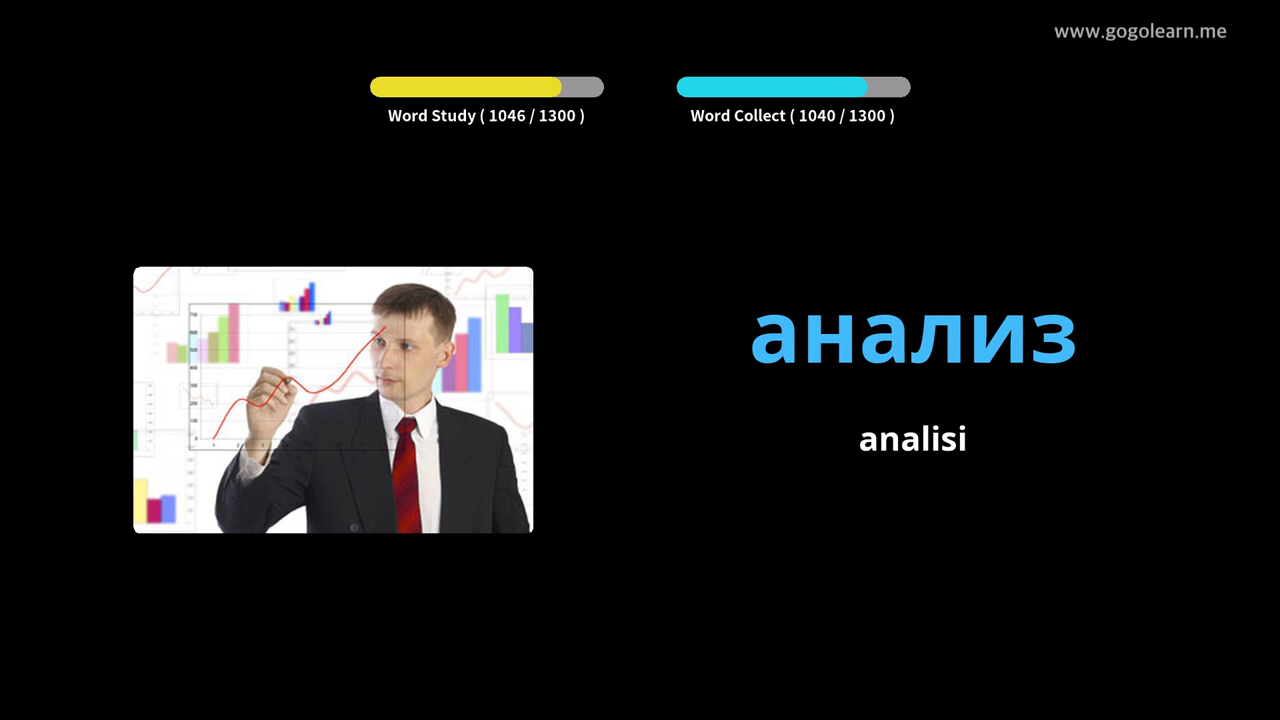 www.gogolearn.me
Word Study ( 1046 / 1300 )
Word Collect ( 1040 / 1300 )
анализ
analisi